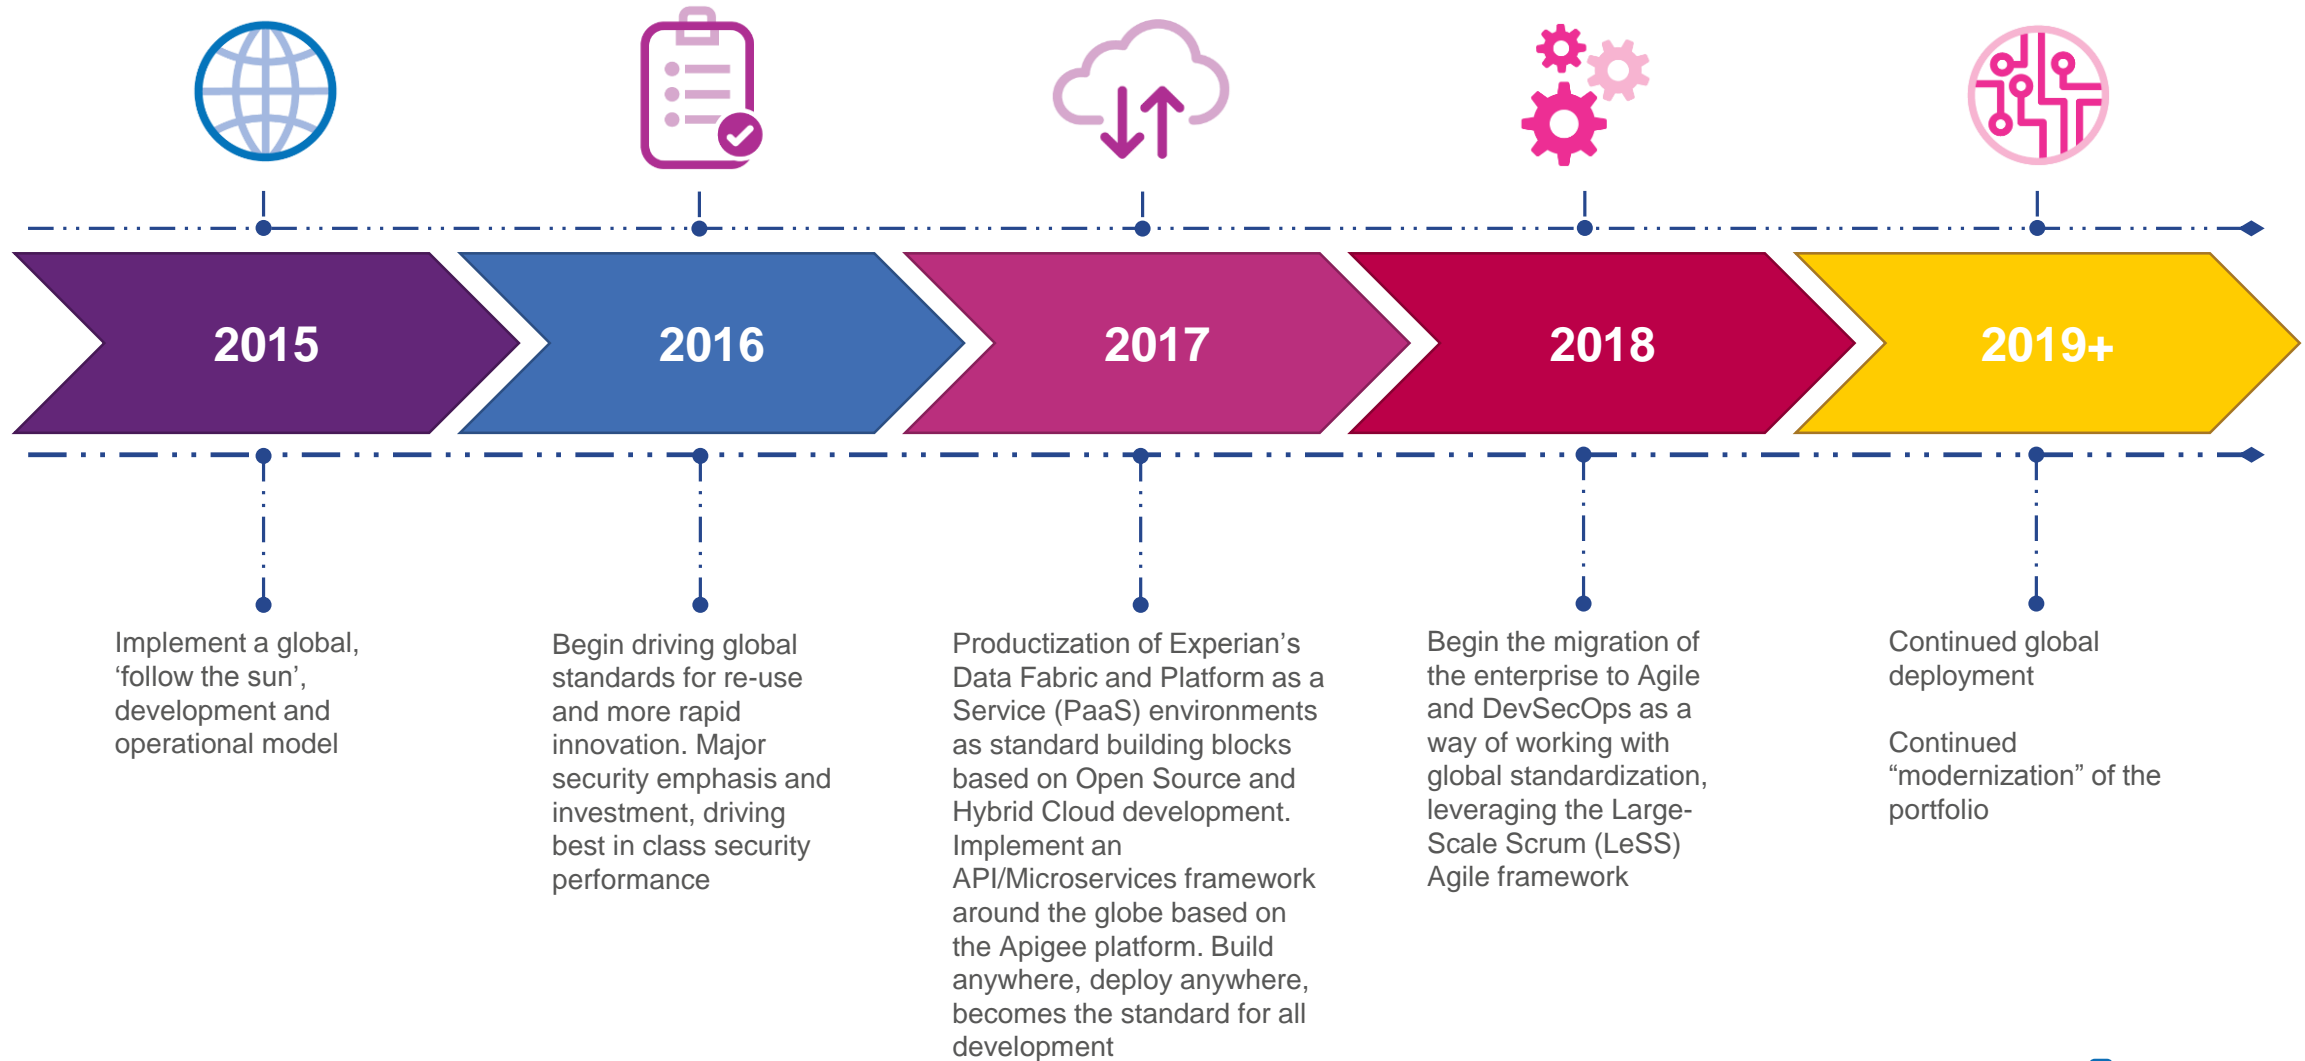 2015
2016
2017
2018
2019+
Implement a global,
‘follow the sun’,
development and
operational model
Begin driving global
standards for re-use
and more rapid
innovation. Major
security emphasis and
investment, driving
best in class security
performance
Productization of Experian’s
Data Fabric and Platform as a
Service (PaaS) environments
as standard building blocks
based on Open Source and
Hybrid Cloud development.
Implement an
API/Microservices framework
around the globe based on
the Apigee platform. Build
anywhere, deploy anywhere,
becomes the standard for all
development
Begin the migration of
the enterprise to Agile
and DevSecOps as a
way of working with
global standardization,
leveraging the Large-
Scale Scrum (LeSS)
Agile framework
Continued global
deployment
Continued
“modernization” of the
portfolio